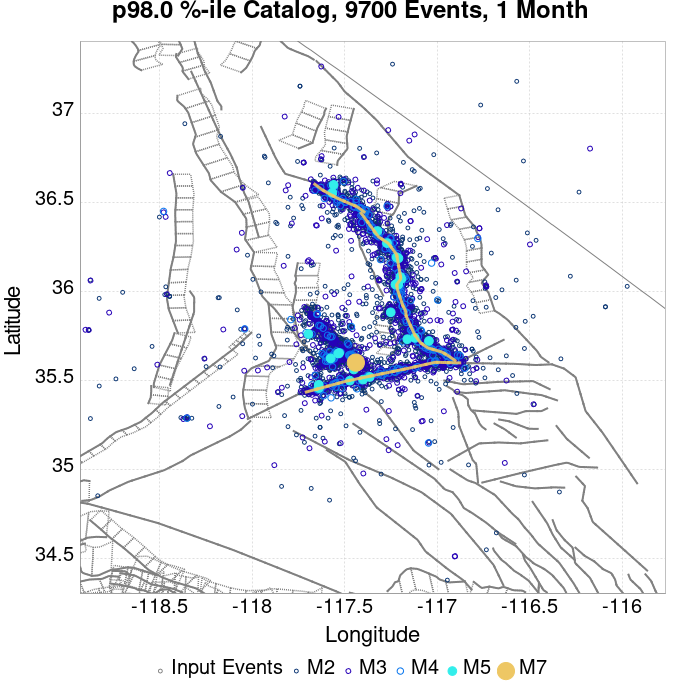 p98.0 %-ile Catalog, 9700 Events, 1 Month
37
36.5
36
35.5
35
34.5
Latitude
-118.5 -118 -117.5 -117 -116.5 -116
Longitude
Input Events M2 M3 M4 M5 M7